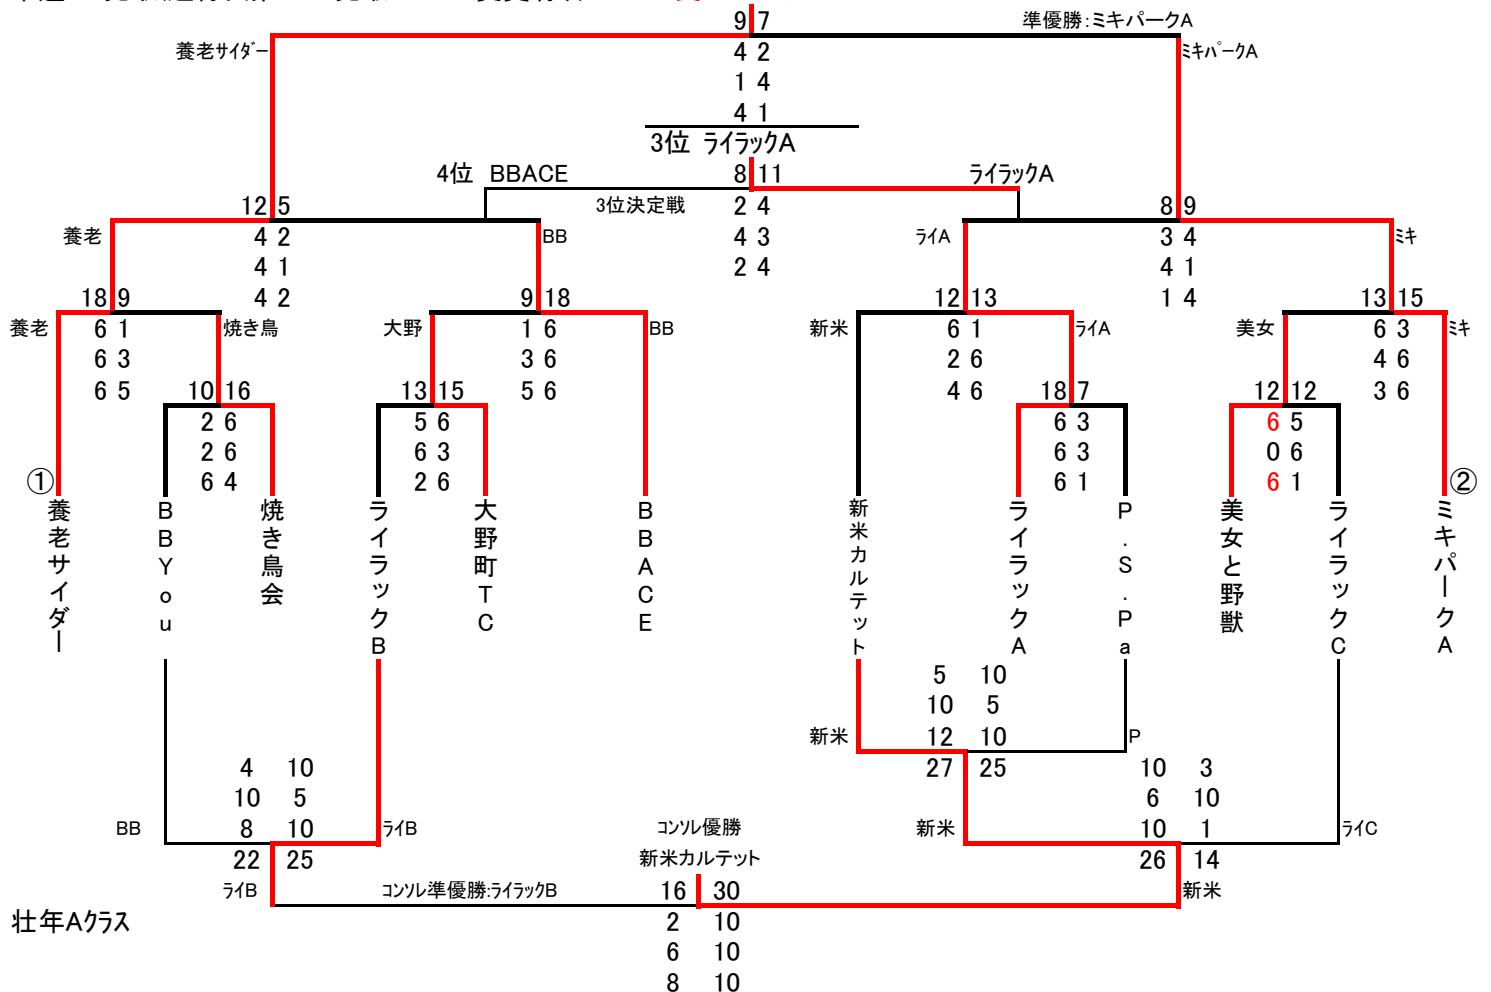 9 7
準優勝:ミキパークA
養老サイダー
4 2
ミキパークA
1 4
4 1
3位 ライラックA
4位 BBACE
8 11
ライラックA
3位決定戦
2 4
4 3
2 4
12 5
8 9
養老
4 2
BB
ライA
3 4
ミキ
4 1
4 1
4 2
1 4
18 9
9 18
12 13
13 15
養老
6 1
焼き鳥
大野
1 6
BB
新米
6 1
ライA
美女
6 3
ミキ
6 3
3 6
2 6
4 6
6 5
5 6
4 6
3 6
10 16
13 15
18 7
12 12
2 6
5 6
6 3
6 5
2 6
6 3
6 3
0 6
6 4
2 6
6 1
6 1
①
②
養老サイダー
BBYou
焼き鳥会
ライラックB
大野町TC
BBACE
新米カルテット
ライラックA
P.S.Pa
美女と野獣
ライラックC
ミキパークA
5 10
10 5
新米
12 10
P
27 25
4 10
10 5
BB
8 10
ライB
22 25
ライB
10 3
6 10
新米
10 1
ライC
26 14
新米
コンソル優勝
新米カルテット
コンソル準優勝:ライラックB
16 30
2 10
6 10
8 10
壮年Aクラス